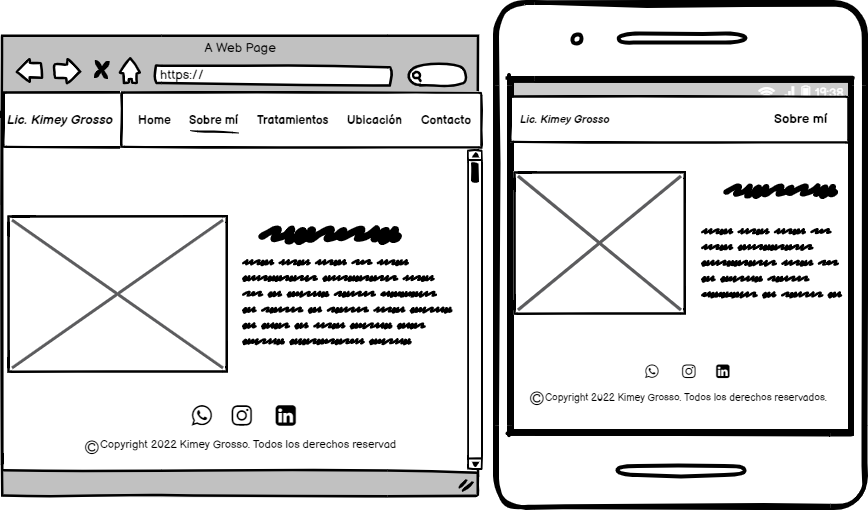 A Web Page
https://
Lic. Kimey Grosso
Home Sobre mí Tratamientos Ubicación Contacto
©Copyright 2022 Kimey Grosso. Todos los derechos reservad
19:38
Lic. Kimey Grosso Sobre mí
©Copyright 2022 Kimey Grosso. Todos los derechos reservados.